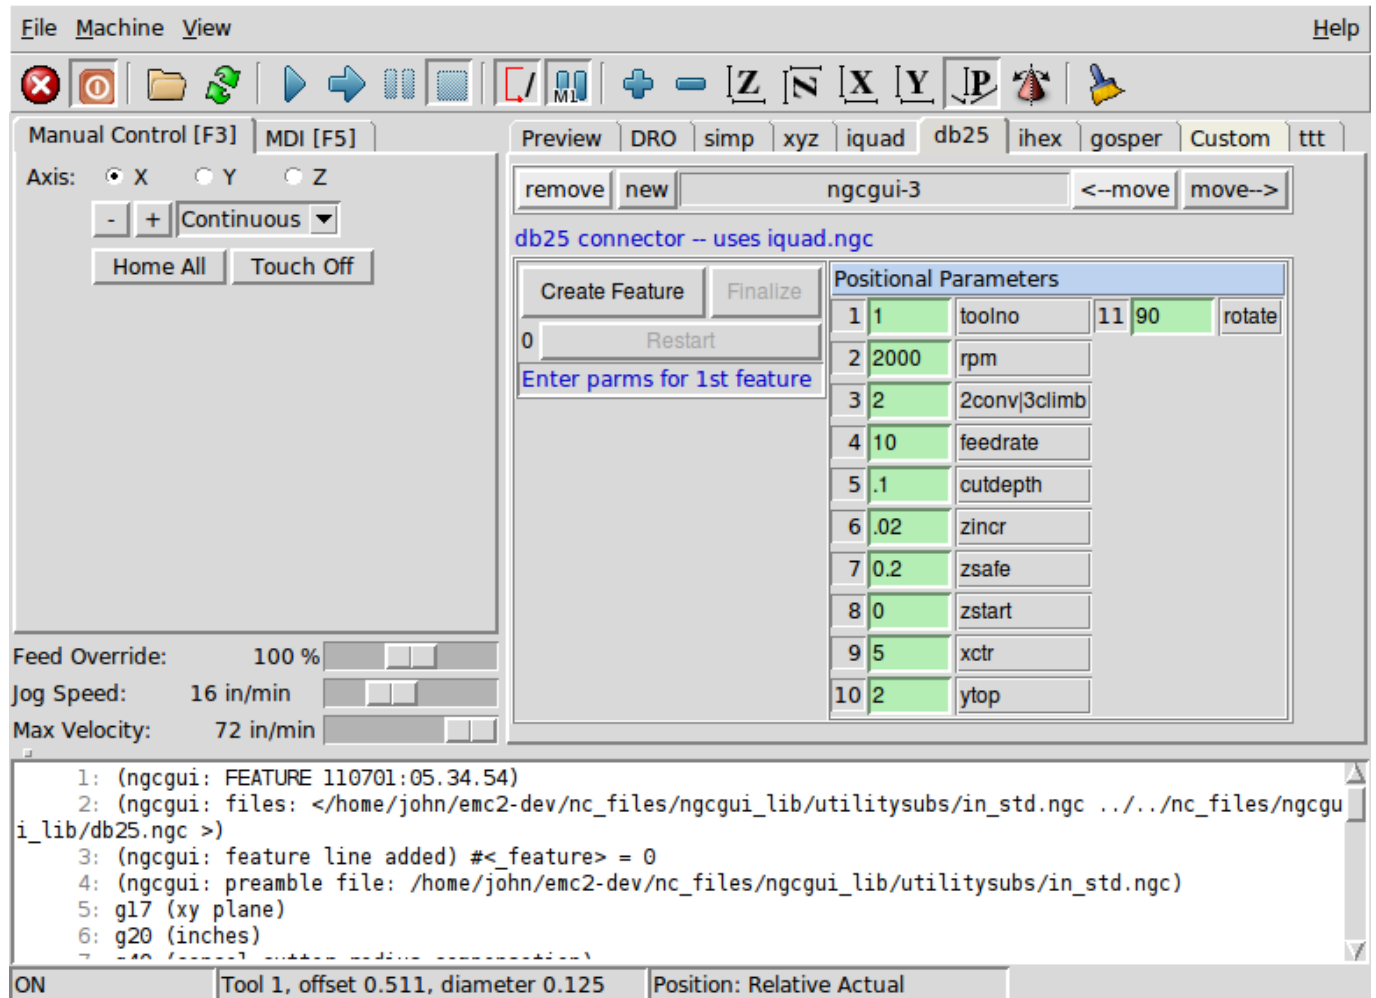 File Machine View Help
M1 Z N X Y P
Manual Control [F3] MDI [F5] Preview DRO simp xyz iquad db25 ihex gosper Custom ttt
Axis: X Y Z
- + Continuous
Home All Touch Off
remove new ngcgui-3 <--move move-->
db25 connector -- uses iquad.ngc
Create Feature Finalize
0 Restart
Enter parms for 1st feature
Positional Parameters
1 1 toolno 11 90 rotate
2 2000 rpm
3 2 2conv|3climb
4 10 feedrate
5 .1 cutdepth
6 .02 zincr
7 0.2 zsafe
8 0 zstart
9 5 xctr
10 2 ytop
Feed Override: 100 %
Jog Speed: 16 in/min
Max Velocity: 72 in/min
1: (ngcgui: FEATURE 110701:05.34.54)
2: (ngcgui: files: </home/john/emc2-dev/nc_files/ngcgui_lib/utilitysubs/in_std.ngc ../../nc_files/ngcgu
i_lib/db25.ngc >)
3: (ngcgui: feature line added) #<_feature> = 0
4: (ngcgui: preamble file: /home/john/emc2-dev/nc_files/ngcgui_lib/utilitysubs/in_std.ngc)
5: g17 (xy plane)
6: g20 (inches)
ON Tool 1, offset 0.511, diameter 0.125 Position: Relative Actual